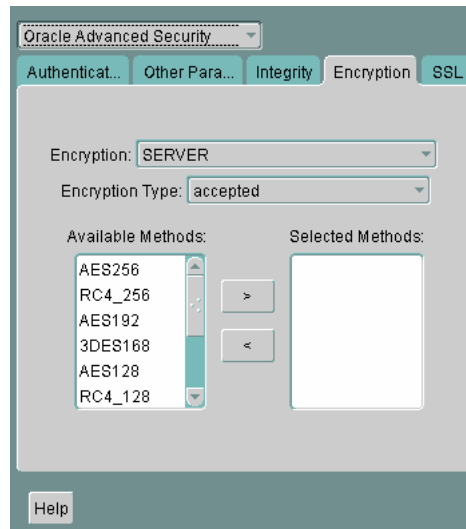 Oracle Advanced Security
Authenticat... Other Para... Integrity Encryption SSL
Encryption: SERVER
Encryption Type: accepted
Available Methods: Selected Methods:
AES256
RC4_256
>
AES192
3DES168
<
AES128
RC4_128
Help